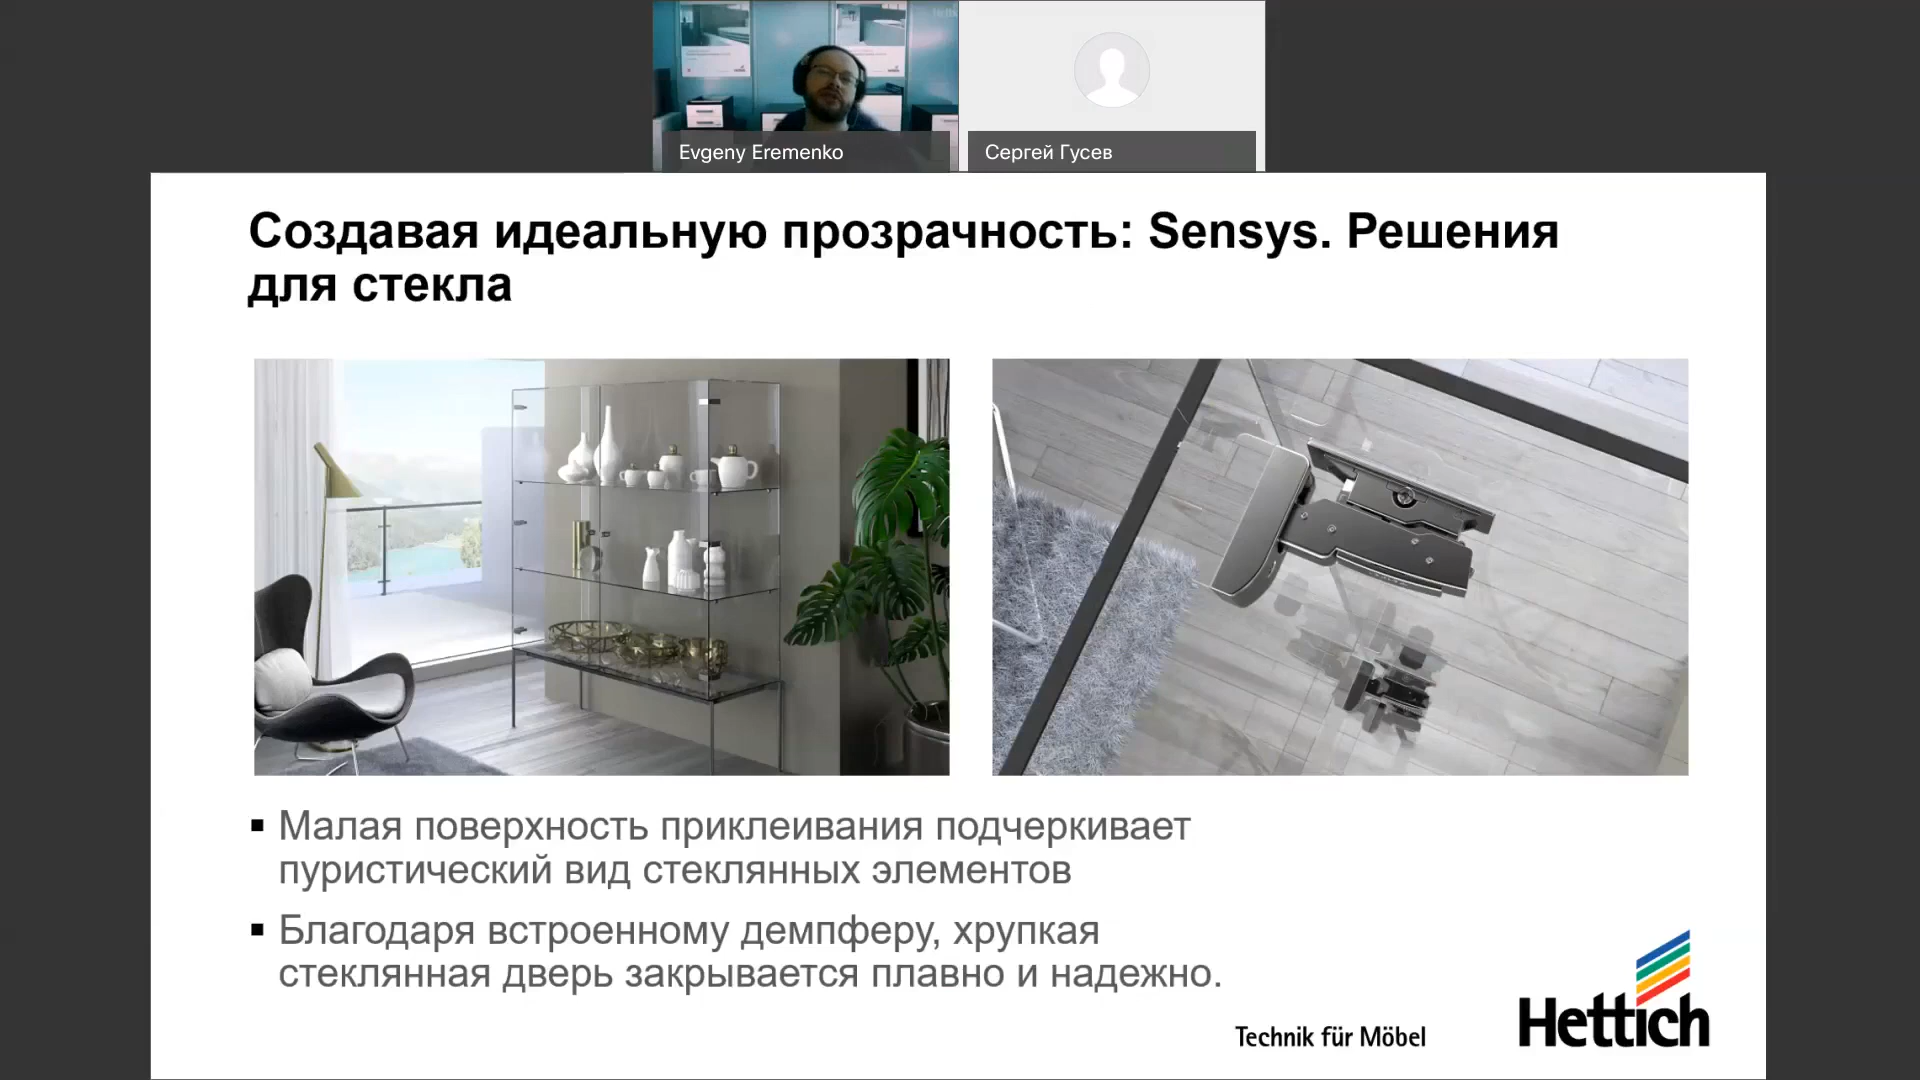 Evgeny Eremenko
Сергей Гусев
Создавая идеальную прозрачность: Sensys. Решения
для стекла
▪ Малая поверхность приклеивания подчеркивает
пуристический вид стеклянных элементов
▪ Благодаря встроенному демпферу, хрупкая
стеклянная дверь закрывается плавно и надежно.
Technik für Möbel
Hettich